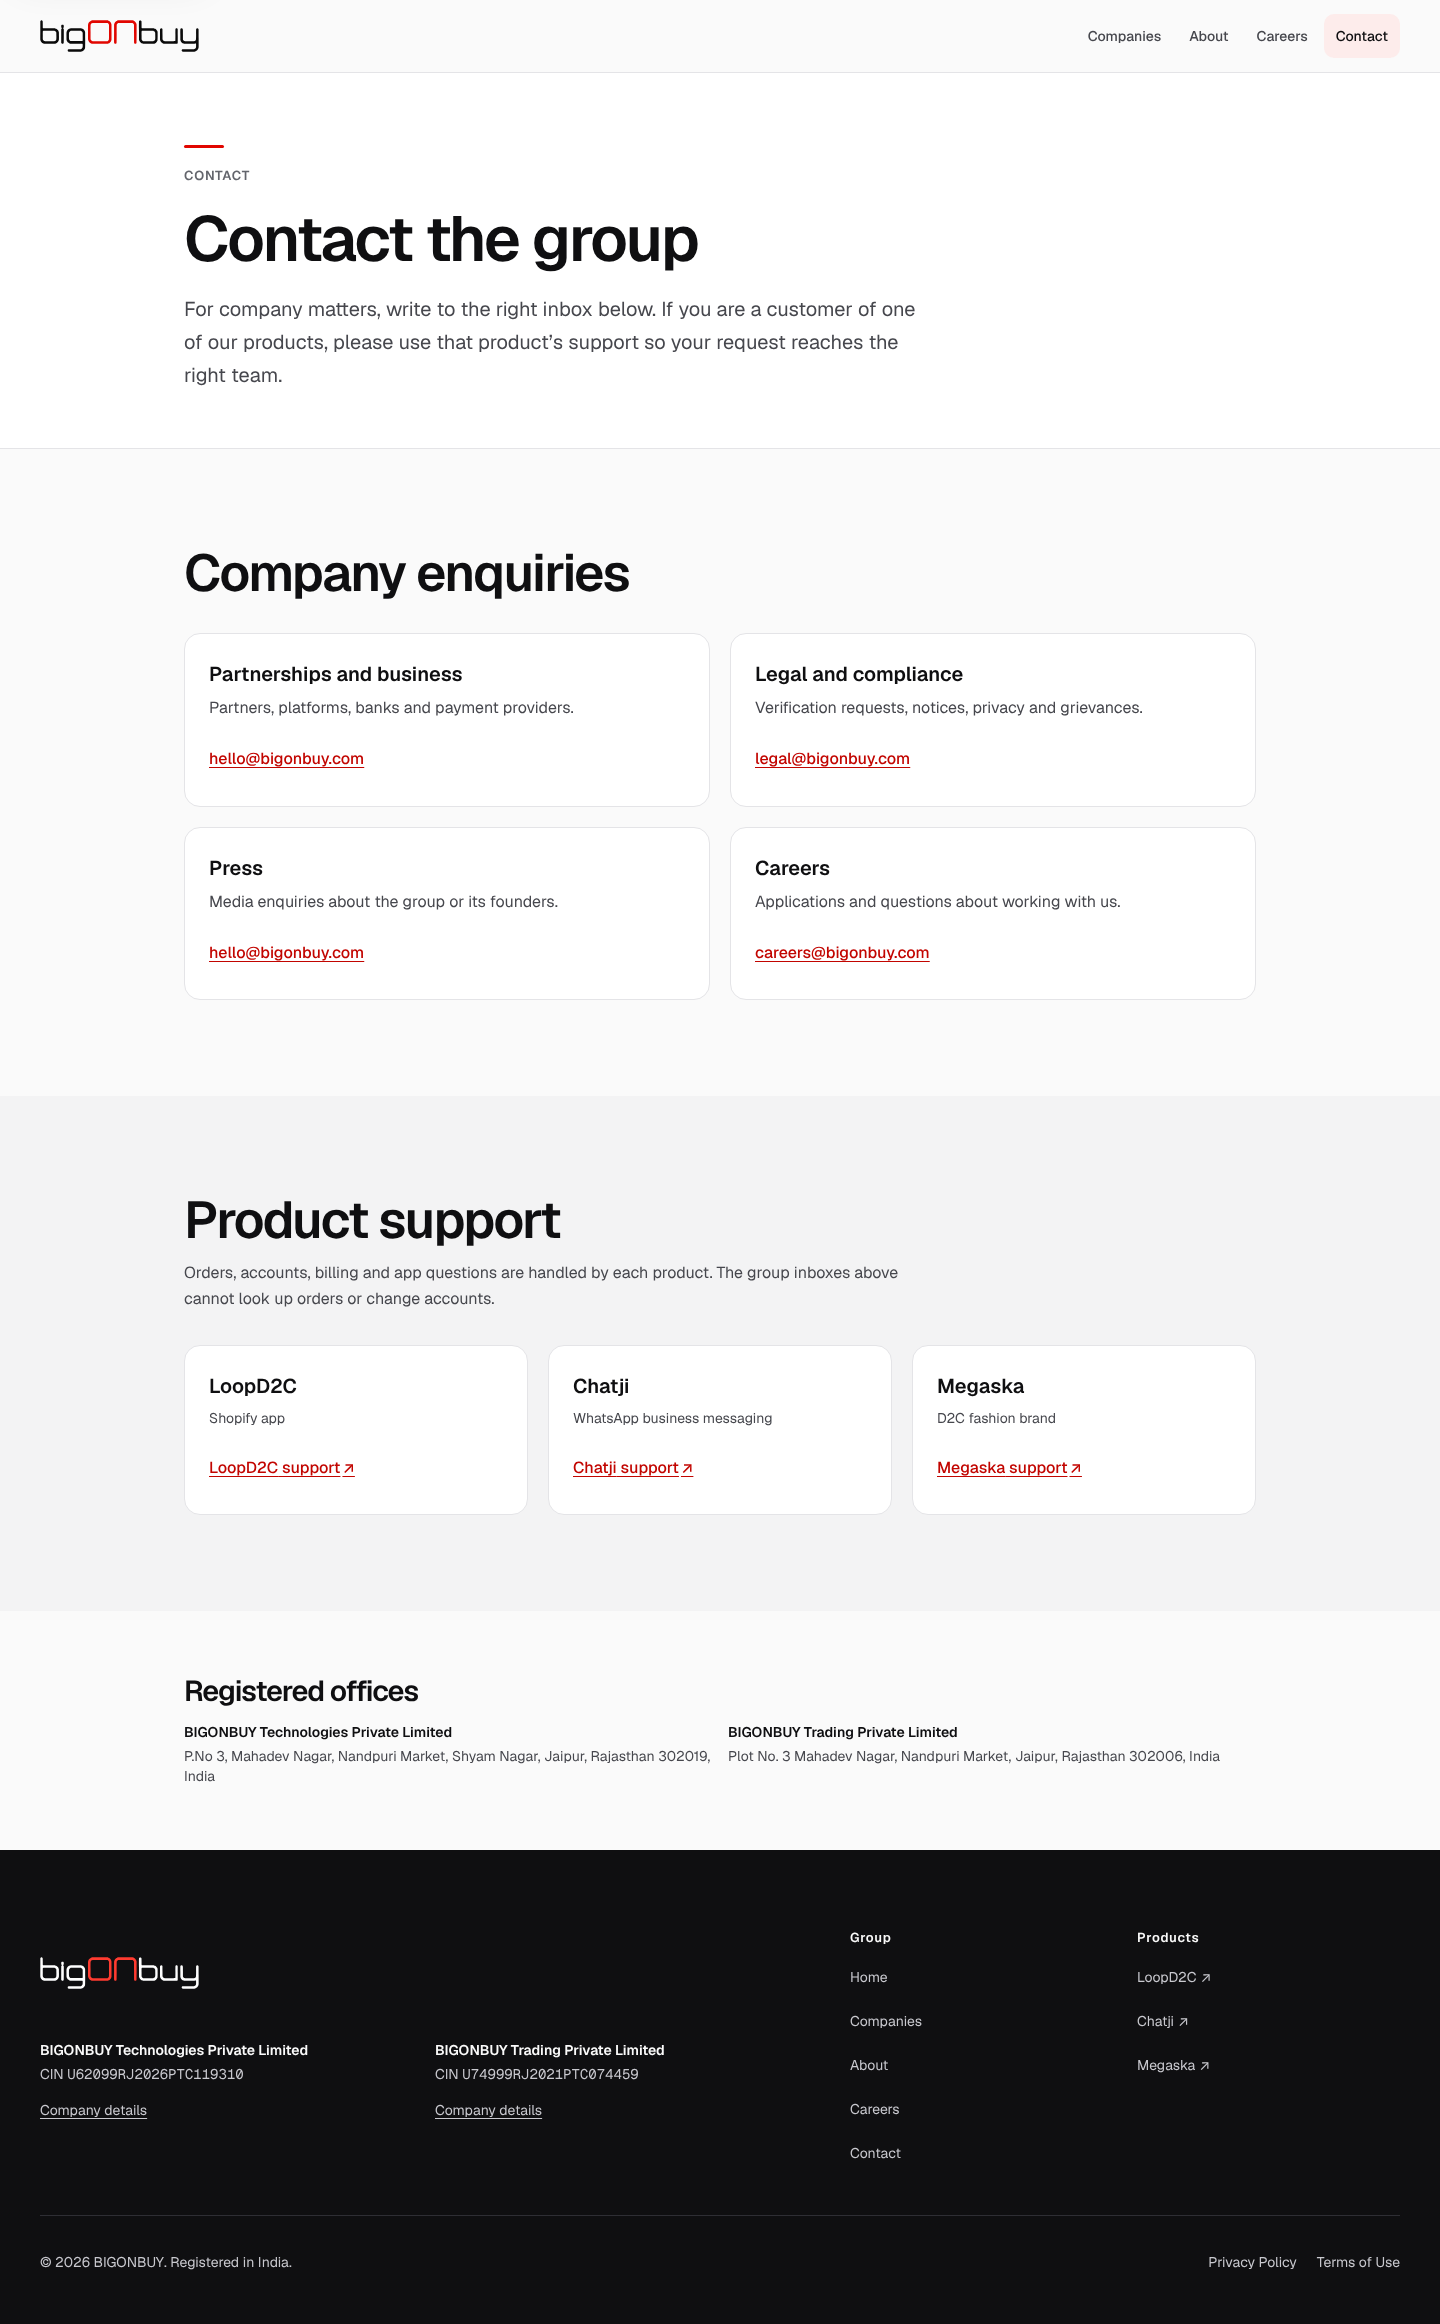 bigONbuy
Companies
About
Careers
Contact
CONTACT
Contact the group
For company matters, write to the right inbox below. If you are a customer of one
of our products, please use that product’s support so your request reaches the
right team.
Company enquiries
Partnerships and business
Partners, platforms, banks and payment providers.
hello@bigonbuy.com
Legal and compliance
Verification requests, notices, privacy and grievances.
legal@bigonbuy.com
Press
Media enquiries about the group or its founders.
hello@bigonbuy.com
Careers
Applications and questions about working with us.
careers@bigonbuy.com
Product support
Orders, accounts, billing and app questions are handled by each product. The group inboxes above
cannot look up orders or change accounts.
LoopD2C
Shopify app
LoopD2C support ↗
Chatji
WhatsApp business messaging
Chatji support ↗
Megaska
D2C fashion brand
Megaska support ↗
Registered offices
BIGONBUY Technologies Private Limited
P.No 3, Mahadev Nagar, Nandpuri Market, Shyam Nagar, Jaipur, Rajasthan 302019,
India
BIGONBUY Trading Private Limited
Plot No. 3 Mahadev Nagar, Nandpuri Market, Jaipur, Rajasthan 302006, India
bigONbuy
BIGONBUY Technologies Private Limited
CIN U62099RJ2026PTC119310
Company details
BIGONBUY Trading Private Limited
CIN U74999RJ2021PTC074459
Company details
Group
Home
Companies
About
Careers
Contact
Products
LoopD2C ↗
Chatji ↗
Megaska ↗
© 2026 BIGONBUY. Registered in India.
Privacy Policy
Terms of Use